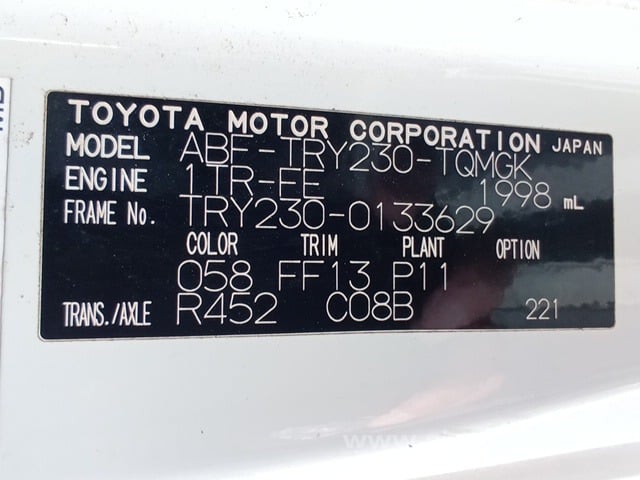 TOYOTA MOTOR CORPORATION JAPAN
MODEL ABF-TRY230-TQMGK
ENGINE 1TR-FE 1998 mL
FRAME No. TRY230-0133629
COLOR TRIM PLANT OPTION
058 FF13 P11
TRANS./AXLE R452 C08B 221